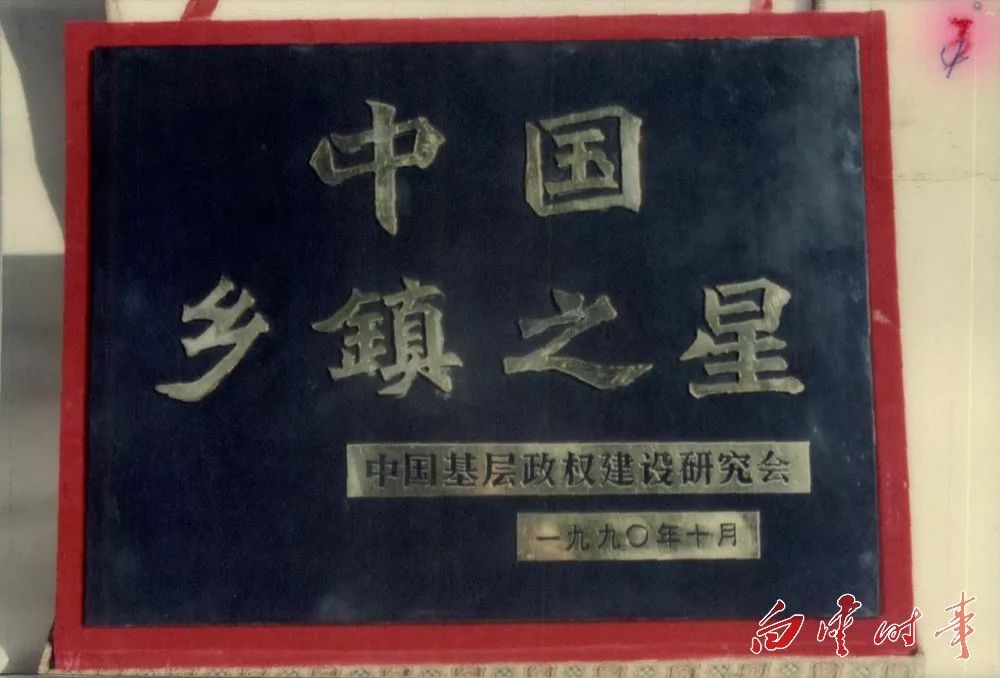 中国
乡鎮之星
中国基层政权建设研究会
一九九〇年十月
白云时事